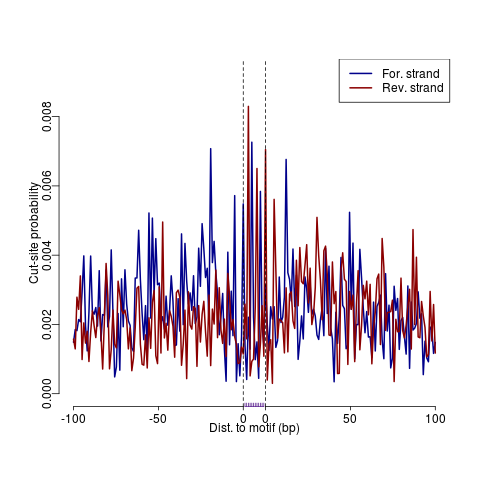 For. strand
Rev. strand
Cut-site probability
0.008
0.006
0.004
0.002
0.000
-100 -50 0 0 50 100
Dist. to motif (bp)